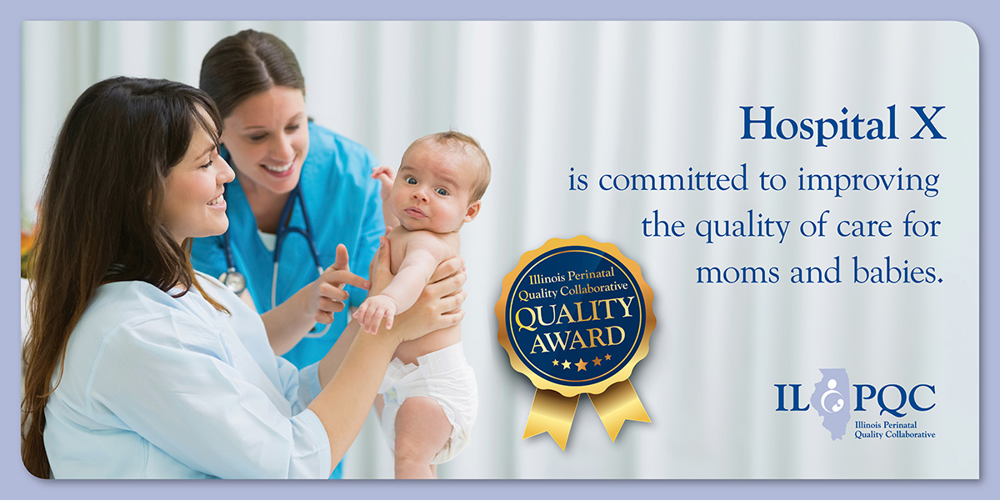 Hospital X
is committed to improving
the quality of care for
moms and babies.
Illinois Perinatal
Quality Collaborative
QUALITY
AWARD
IL PQC
Illinois Perinatal
Quality Collaborative